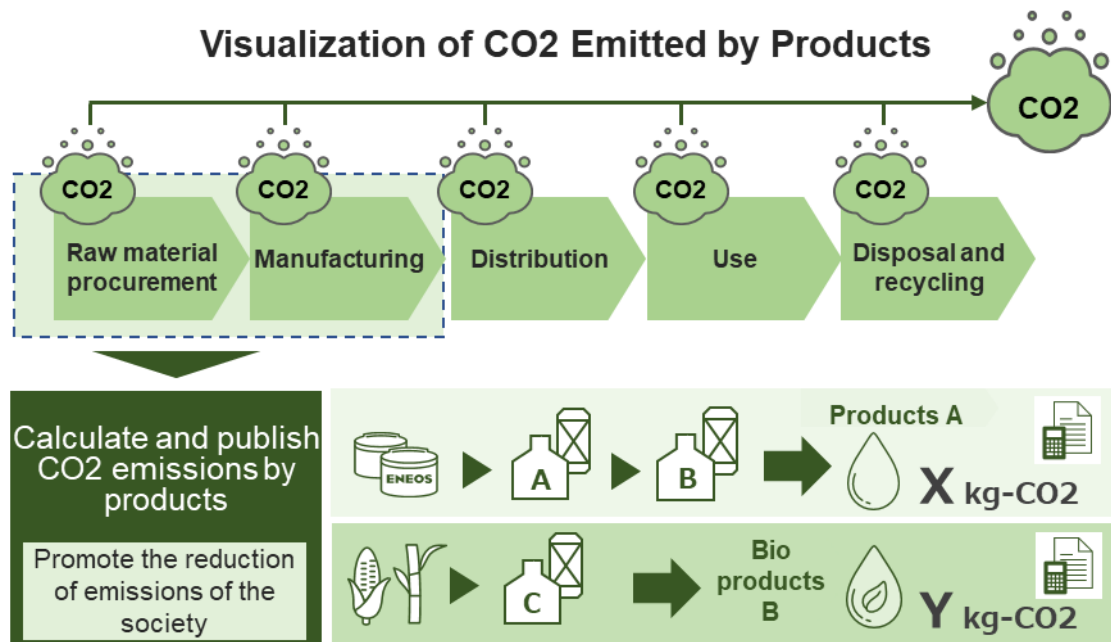 Visualization of CO2 Emitted by Products
CO2
CO2
CO2
CO2
CO2
CO2
Raw material
procurement
Manufacturing
Distribution
Use
Disposal and
recycling
Calculate and publish
CO2 emissions by
products
Promote the reduction
of emissions of the
society
ENEOS
A
B
Products A
X kg-CO2
C
Bio
products
B
Y kg-CO2